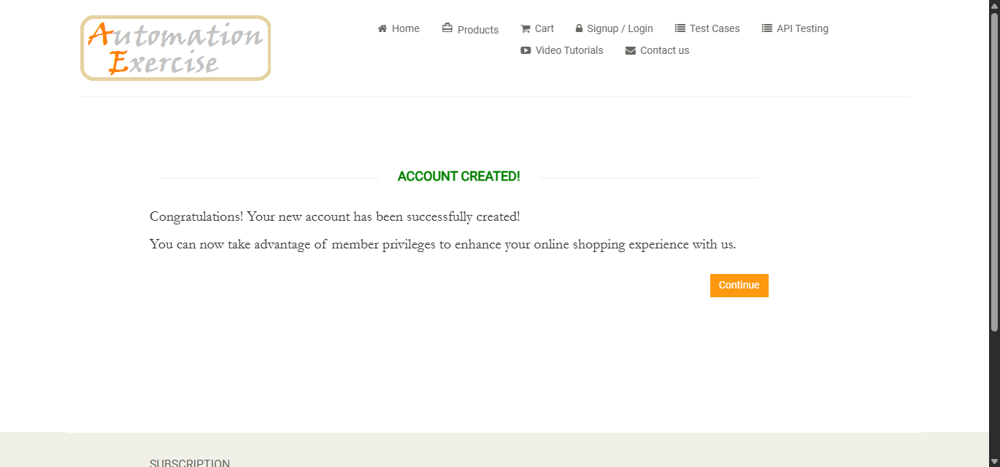 Automation
Exercise
Home
Products
Cart
Signup / Login
Test Cases
API Testing
Video Tutorials
Contact us
ACCOUNT CREATED!
Congratulations! Your new account has been successfully created!
You can now take advantage of member privileges to enhance your online shopping experience with us.
Continue
SUBSCRIPTION